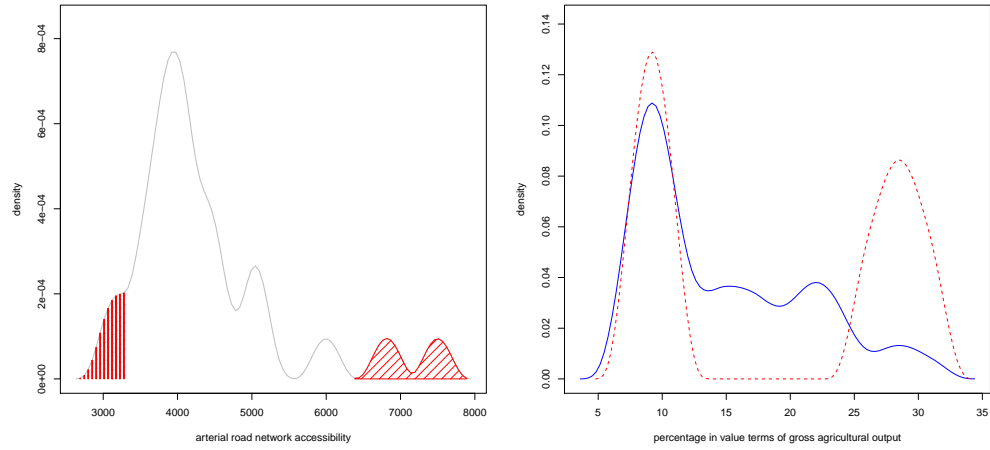 density
0e+00
2e−04
4e−04
6e−04
8e−04
3000 4000 5000 6000 7000 8000
arterial road network accessibility
density
0.00
0.02
0.04
0.06
0.08
0.10
0.12
0.14
5 10 15 20 25 30 35
percentage in value terms of gross agricultural output